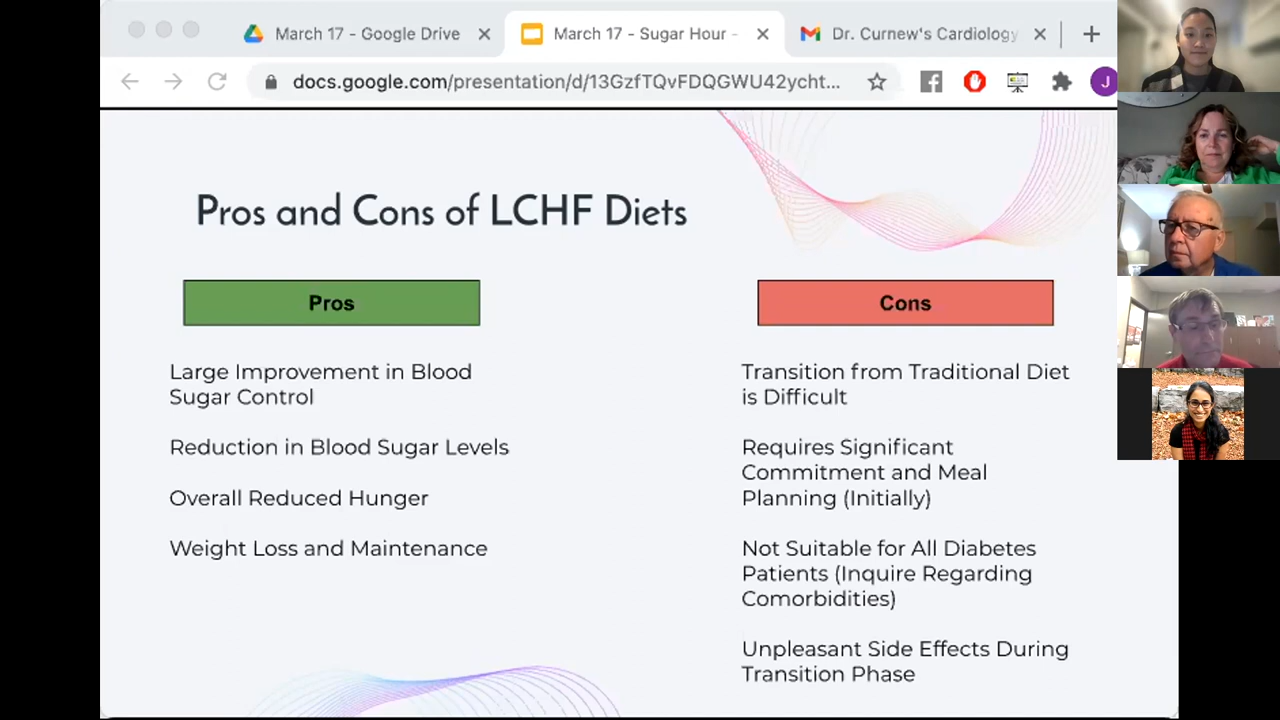 March 17 - Google Drive
March 17 - Sugar Hour -
Dr. Curnew's Cardiology
docs.google.com/presentation/d/13GzfTQvFDQGWU42ycht...
J
Pros and Cons of LCHF Diets
Pros
Cons
Large Improvement in Blood
Sugar Control
Reduction in Blood Sugar Levels
Overall Reduced Hunger
Weight Loss and Maintenance
Transition from Traditional Diet
is Difficult
Requires Significant
Commitment and Meal
Planning (Initially)
Not Suitable for All Diabetes
Patients (Inquire Regarding
Comorbidities)
Unpleasant Side Effects During
Transition Phase